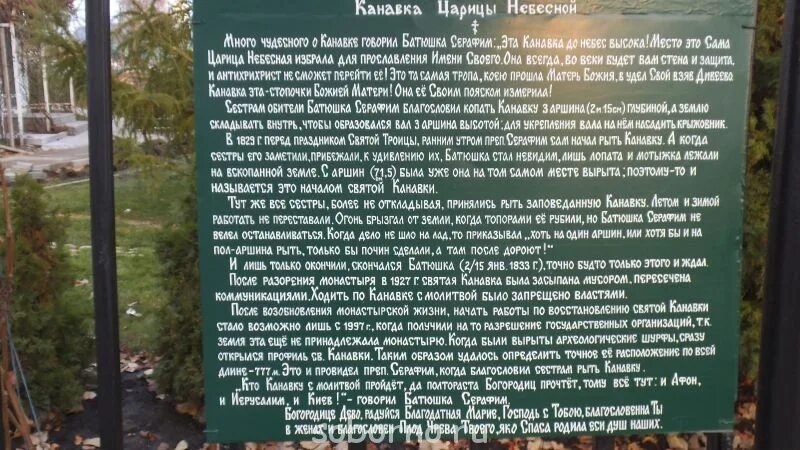 Канавка Царицы Небесной
Много чудесного о Канавке говорил Батюшка Серафим: „Эта Канавка до небес высока! Место это Сама
Царица Небесная избрала для прославления Имени Своего. Она всегда, во веки будет вам стена и защита,
и антихрихрист не сможет перейти её! Это та самая тропа, коею прошла Матерь Божия, в удел Свой взяв Дивеево.
Канавка эта-стопочки Божией Матери! Она её Своим пояском измерила!
Сестрам обители Батюшка Серафим благословил копать Канавку 3 аршина (2м 15см) глубиной, а землю
складывать внутрь, чтобы образовался вал 3 аршина высотой; для укрепления вала на нём насадить крыжовник.
В 1829 г. перед праздником Святой Троицы, ранним утром преп. Серафим сам начал рыть Канавку. А когда
сестры его заметили, прибежали, к удивлению их, Батюшка стал невидим, лишь лопата и мотыжка лежали
на вскопанной земле. С аршин (71,5) была уже она на том самом месте вырыта; поэтому-то и
называется это началом святой Канавки.
Тут же все сестры, более не откладывая, принялись рыть заповеданную Канавку. Летом и зимой
работать не переставали. Огонь брызгал от земли, когда топорами её рубили, но Батюшка Серафим не
велел останавливаться. Когда дело не шло на лад, то приказывал „хоть на один аршин, или хотя бы и на
пол-аршина рыть, только бы почин сделали, а там после дороют!"
И лишь только окончили, скончался Батюшка (2/15 янв. 1833 г.), точно будто только этого и ждал.
После разорения монастыря в 1927 г. святая Канавка была засыпана мусором, пересечена
коммуникациями. Ходить по Канавке с молитвой было запрещено властями.
После возобновления монастырской жизни, начать работы по восстановлению святой Канавки
стало возможно лишь с 1997 г., когда получили на то разрешение государственных организаций, т.к.
земля эта ещё не принадлежала монастырю. Когда были вырыты археологические шурфы, сразу
открылся профиль св. Канавки. Таким образом удалось определить точное её расположение по всей
длине-777 м. Это и провидел преп. Серафим, когда благословил сестрам рыть Канавку.
„Кто Канавку с молитвой пройдёт, да полтораста Богородиц прочтёт, тому всё тут: и Афон,
и Иерусалим, и Киев!"- говорил Батюшка Серафим.
Богородице Дево, радуйся Благодатная Марие, Господь с Тобою, благословенна Ты
в женах и благословен Плод чрева Твоего, яко Спаса родила еси душ наших.
soborno.ru